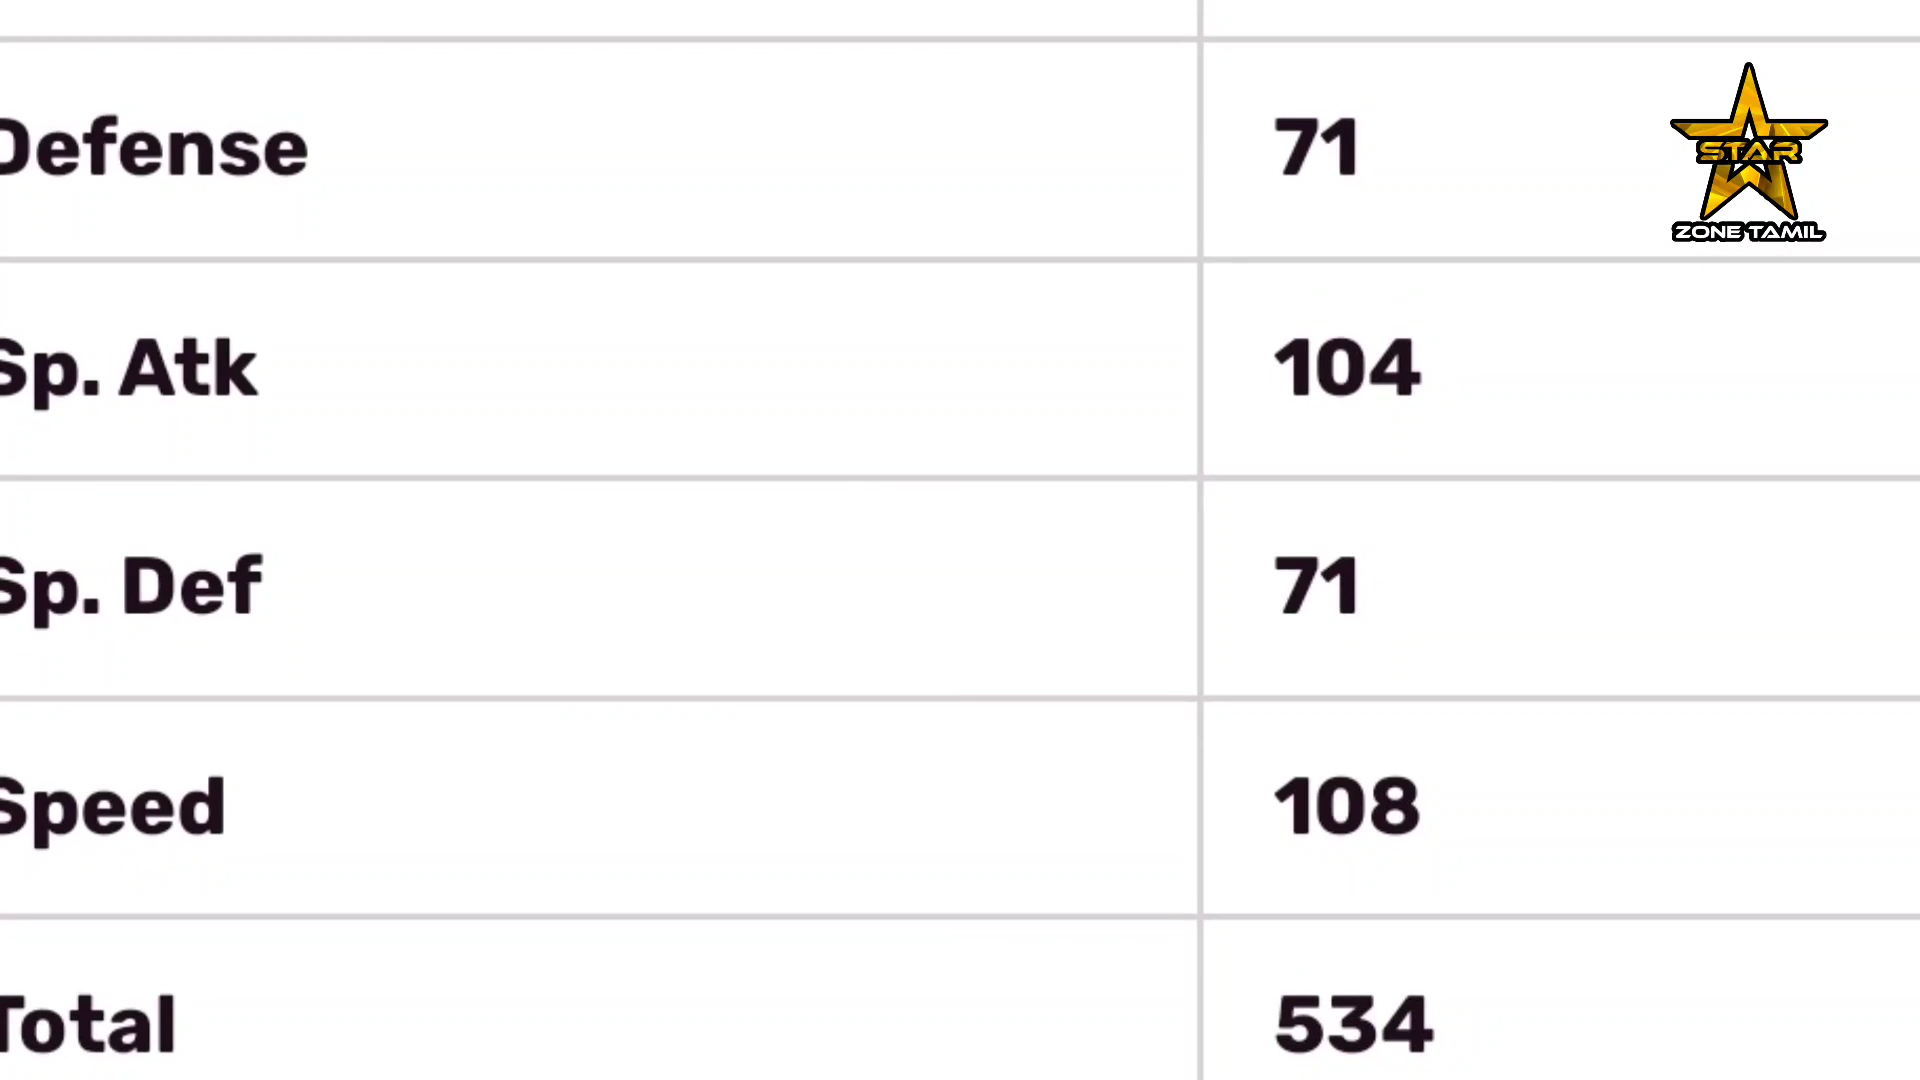 Defense 71
Sp. Atk 104
Sp. Def 71
Speed 108
Total 534
STAR
ZONE TAMIL